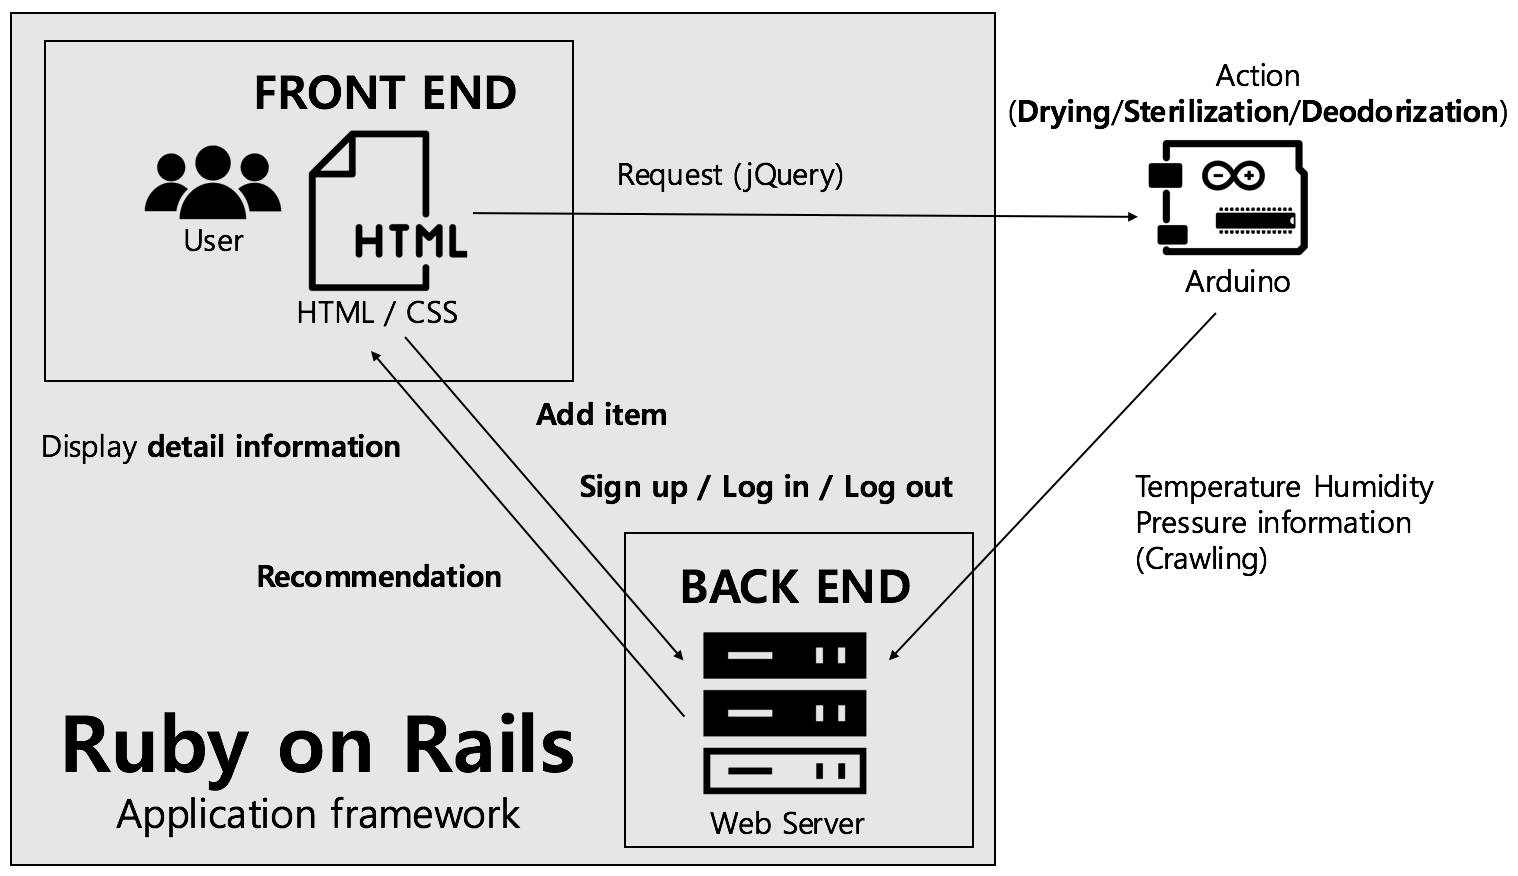 FRONT END
User
HTML
HTML / CSS
Request (jQuery)
Action
(Drying/Sterilization/Deodorization)
Arduino
Add item
Display detail information
Sign up / Log in / Log out
Temperature Humidity
Pressure information
(Crawling)
Recommendation
BACK END
Web Server
Ruby on Rails
Application framework